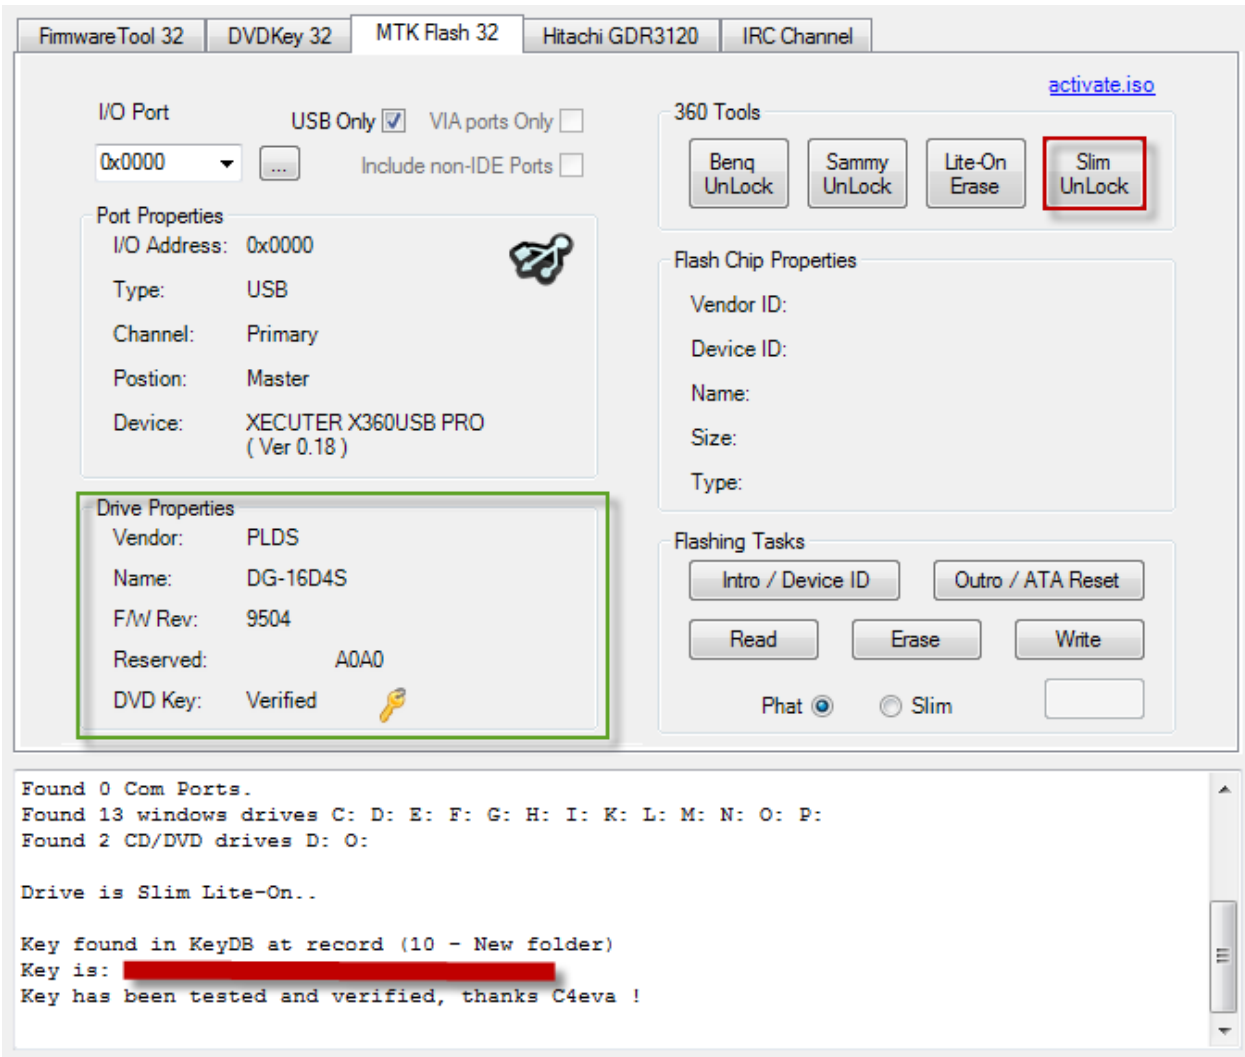 FirmwareTool 32 DVDKey 32 MTK Flash 32 Hitachi GDR3120 IRC Channel
activate.iso
I/O Port
USB Only VIA ports Only
0x0000 ... Include non-IDE Ports
Port Properties
I/O Address: 0x0000
Type: USB
Channel: Primary
Postion: Master
Device: XECUTER X360USB PRO
( Ver 0.18 )
Drive Properties
Vendor: PLDS
Name: DG-16D4S
F/W Rev: 9504
Reserved: A0A0
DVD Key: Verified
360 Tools
Benq
UnLock
Sammy
UnLock
Lite-On
Erase
Slim
UnLock
Flash Chip Properties
Vendor ID:
Device ID:
Name:
Size:
Type:
Flashing Tasks
Intro / Device ID Outro / ATA Reset
Read Erase Write
Phat Slim
Found 0 Com Ports.
Found 13 windows drives C: D: E: F: G: H: I: K: L: M: N: O: P:
Found 2 CD/DVD drives D: O:
Drive is Slim Lite-On..
Key found in KeyDB at record (10 - New folder)
Key is:
Key has been tested and verified, thanks C4eva !